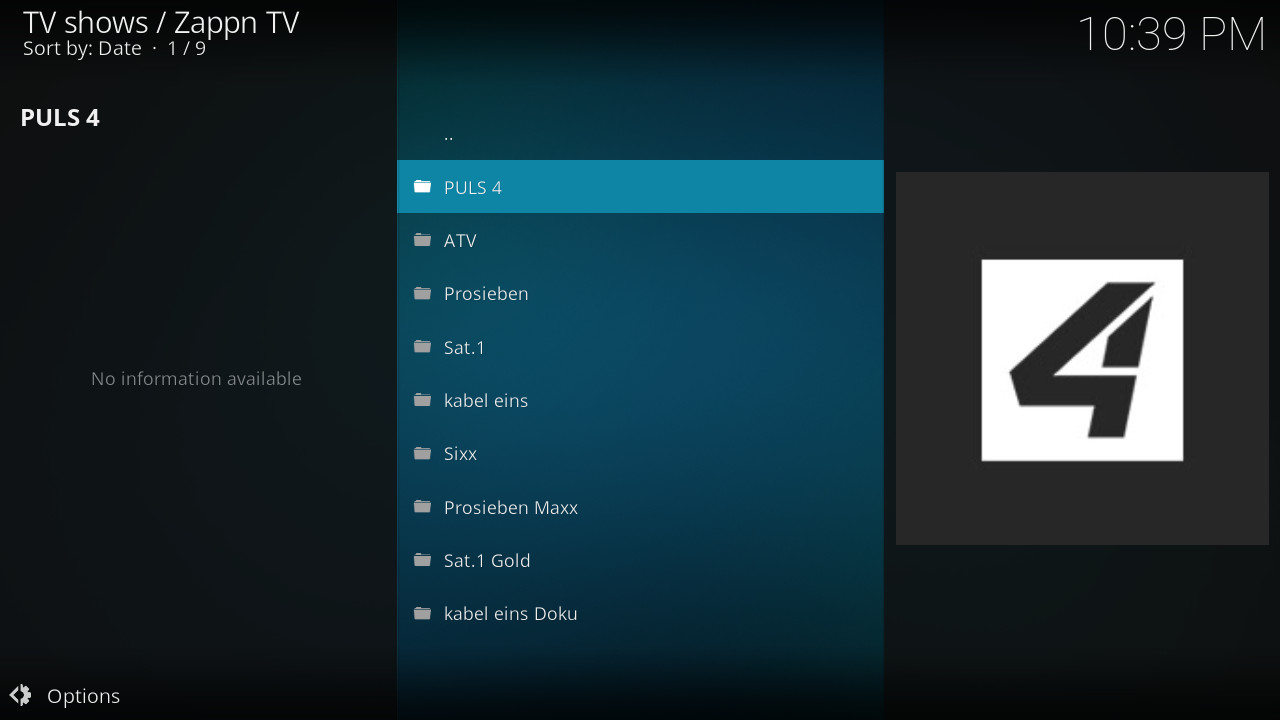 TV shows / Zappn TV
Sort by: Date · 1 / 9
10:39 PM
PULS 4
No information available
..
PULS 4
ATV
Prosieben
Sat.1
kabel eins
Sixx
Prosieben Maxx
Sat.1 Gold
kabel eins Doku
4
Options